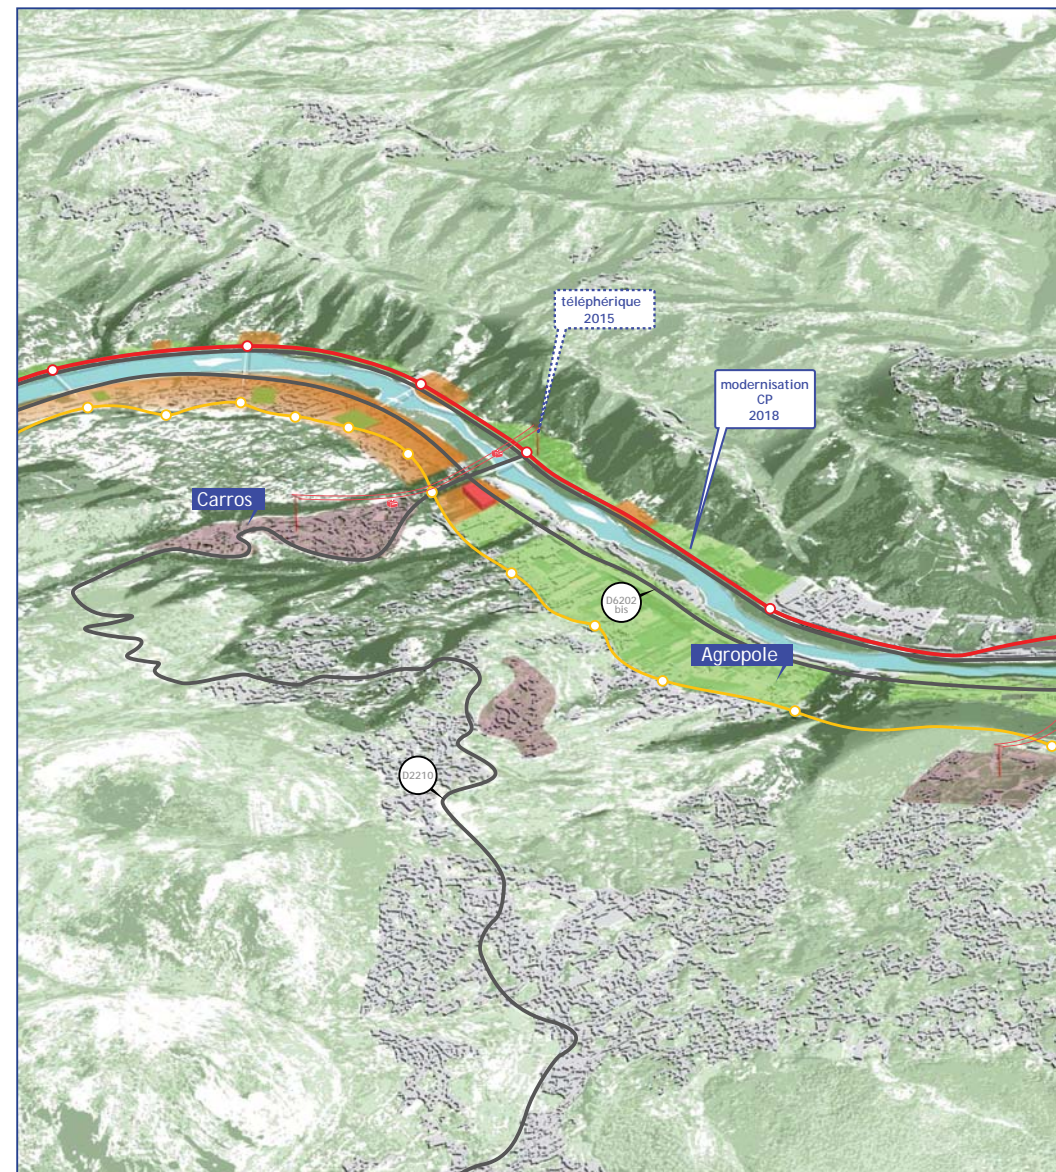 téléphérique
2015
modernisation
CP
2018
Carros
D6202
bis
Agropole
D2210